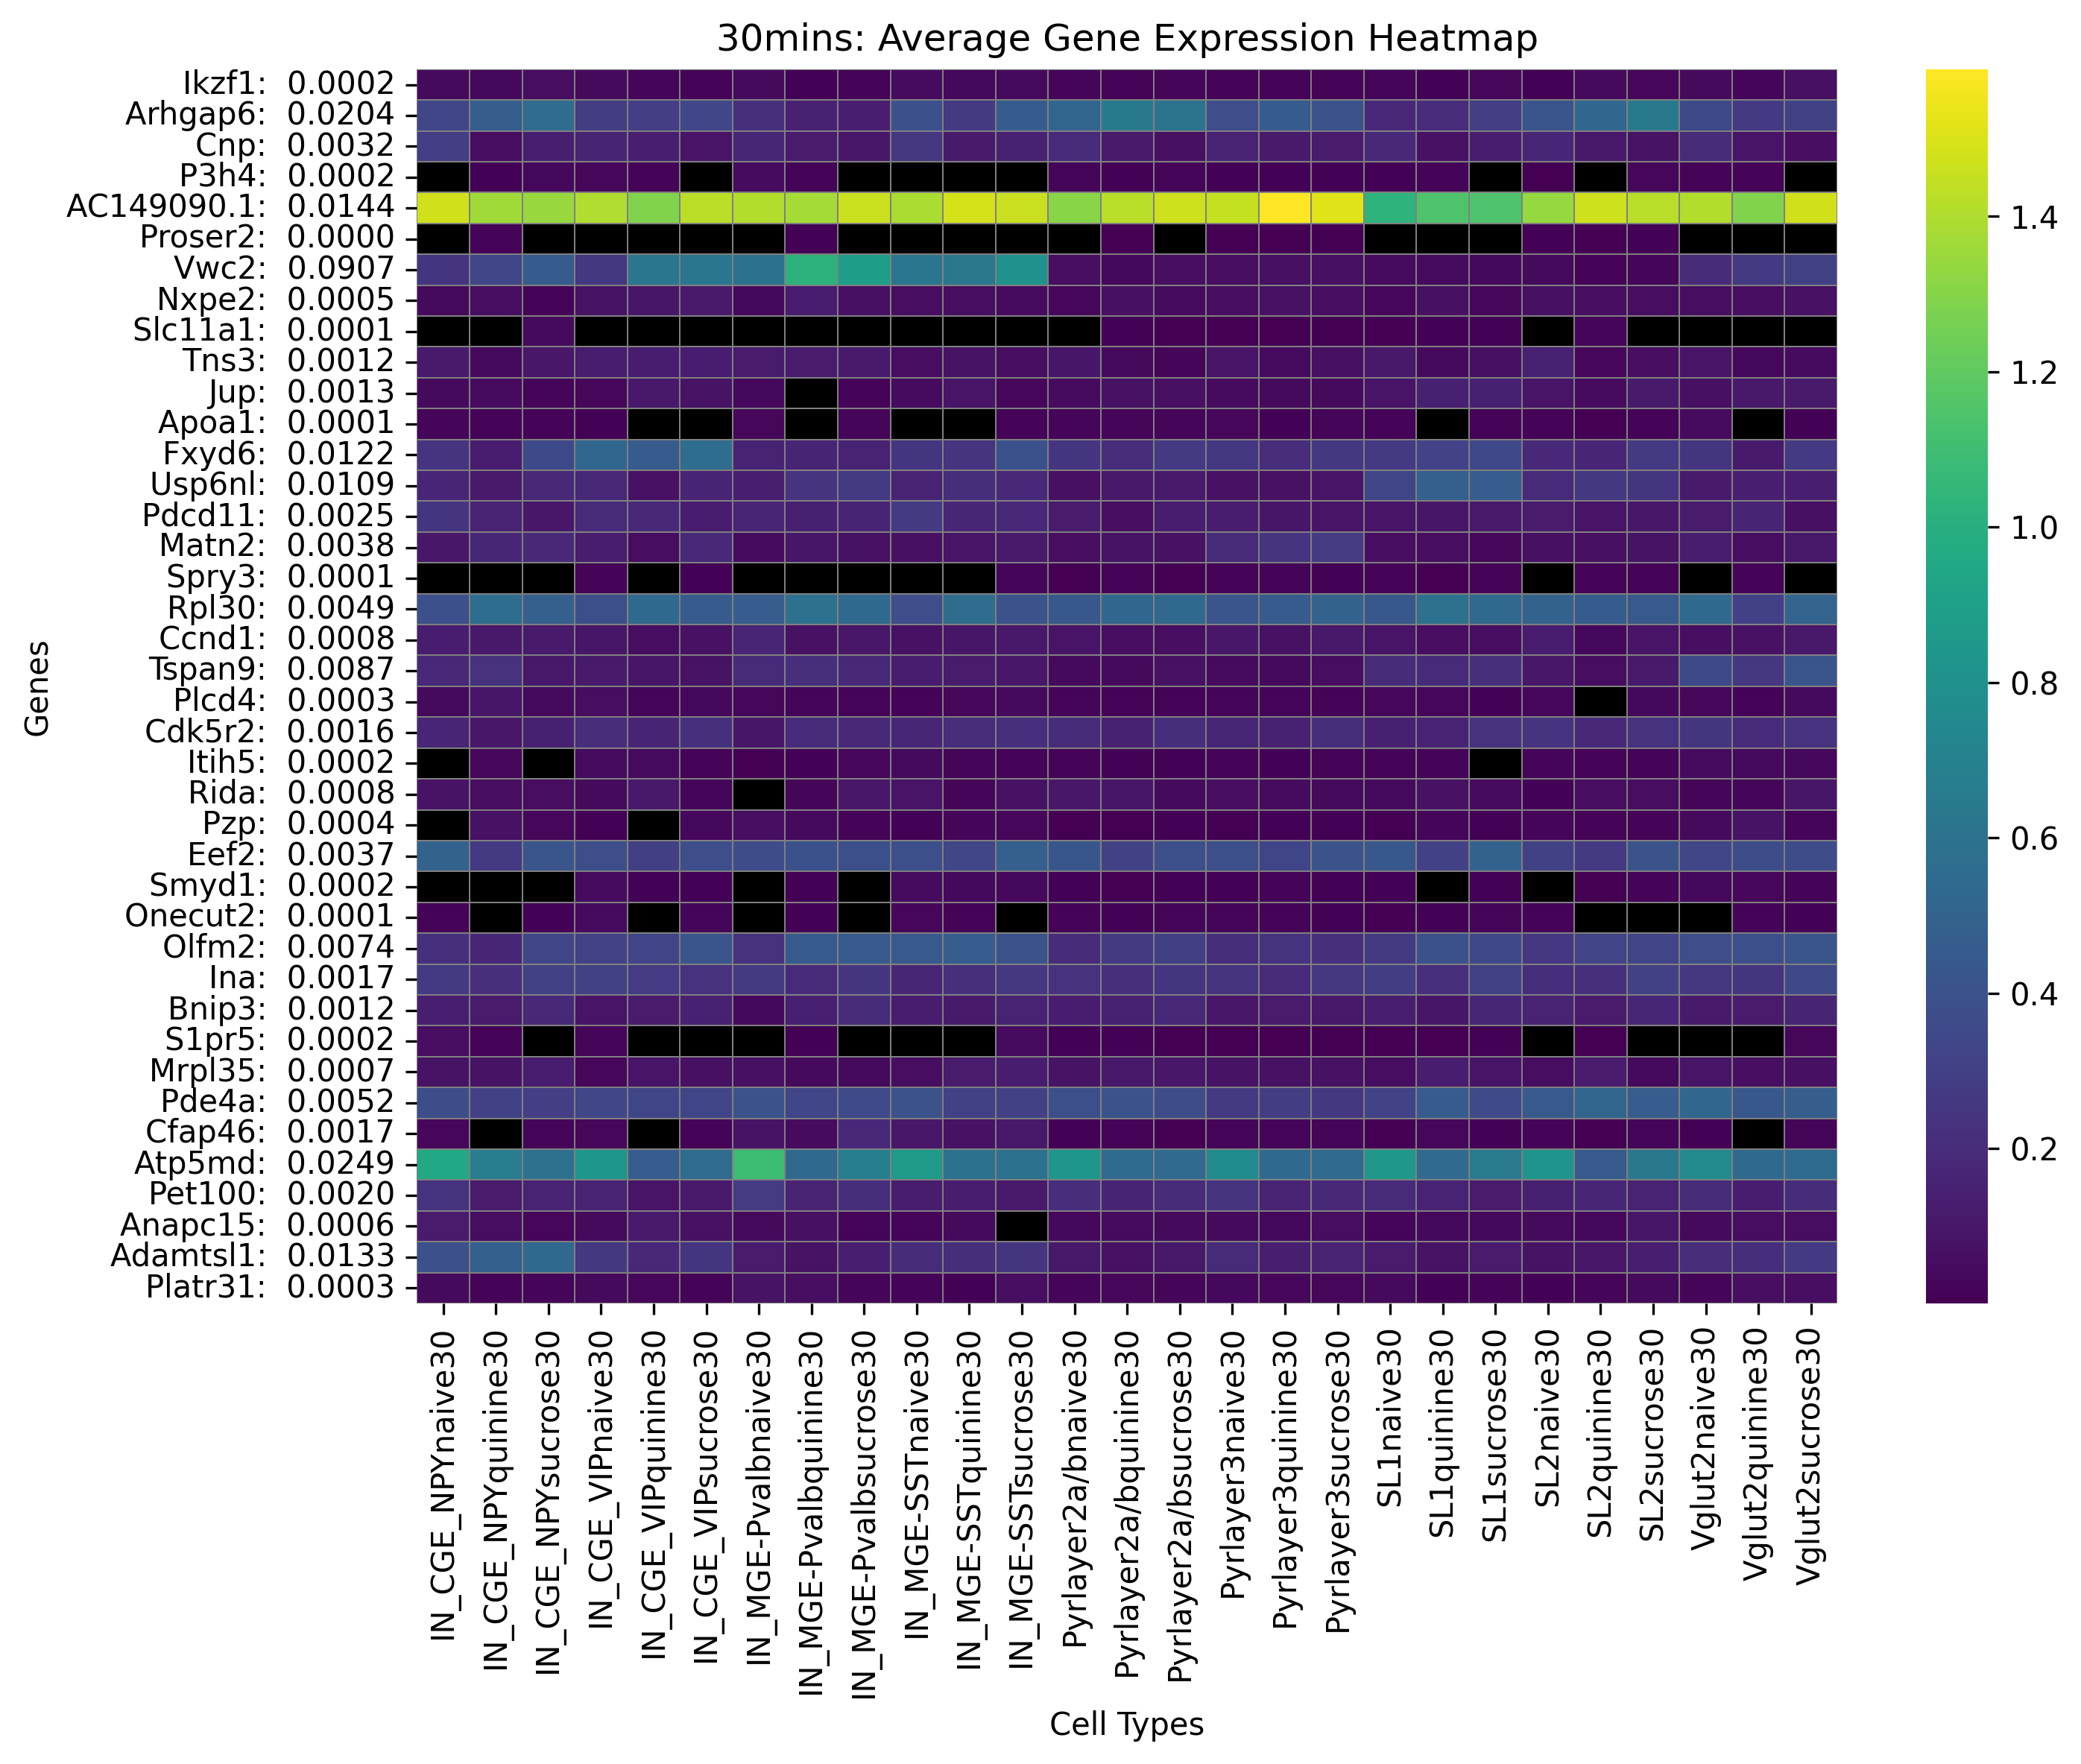 30mins: Average Gene Expression Heatmap
Ikzf1: 0.0002
Arhgap6: 0.0204
Cnp: 0.0032
P3h4: 0.0002
AC149090.1: 0.0144
Proser2: 0.0000
Vwc2: 0.0907
Nxpe2: 0.0005
Slc11a1: 0.0001
Tns3: 0.0012
Jup: 0.0013
Apoa1: 0.0001
Fxyd6: 0.0122
Usp6nl: 0.0109
Pdcd11: 0.0025
Matn2: 0.0038
Spry3: 0.0001
Rpl30: 0.0049
Ccnd1: 0.0008
Tspan9: 0.0087
Plcd4: 0.0003
Cdk5r2: 0.0016
Itih5: 0.0002
Rida: 0.0008
Pzp: 0.0004
Eef2: 0.0037
Smyd1: 0.0002
Onecut2: 0.0001
Olfm2: 0.0074
Ina: 0.0017
Bnip3: 0.0012
S1pr5: 0.0002
Mrpl35: 0.0007
Pde4a: 0.0052
Cfap46: 0.0017
Atp5md: 0.0249
Pet100: 0.0020
Anapc15: 0.0006
Adamtsl1: 0.0133
Platr31: 0.0003
Genes
IN_CGE_NPYnaive30
IN_CGE_NPYquinine30
IN_CGE_NPYsucrose30
IN_CGE_VIPnaive30
IN_CGE_VIPquinine30
IN_CGE_VIPsucrose30
IN_MGE-Pvalbnaive30
IN_MGE-Pvalbquinine30
IN_MGE-Pvalbsucrose30
IN_MGE-SSTnaive30
IN_MGE-SSTquinine30
IN_MGE-SSTsucrose30
Pyrlayer2a/bnaive30
Pyrlayer2a/bquinine30
Pyrlayer2a/bsucrose30
Pyrlayer3naive30
Pyrlayer3quinine30
Pyrlayer3sucrose30
SL1naive30
SL1quinine30
SL1sucrose30
SL2naive30
SL2quinine30
SL2sucrose30
Vglut2naive30
Vglut2quinine30
Vglut2sucrose30
Cell Types
1.4
1.2
1.0
0.8
0.6
0.4
0.2